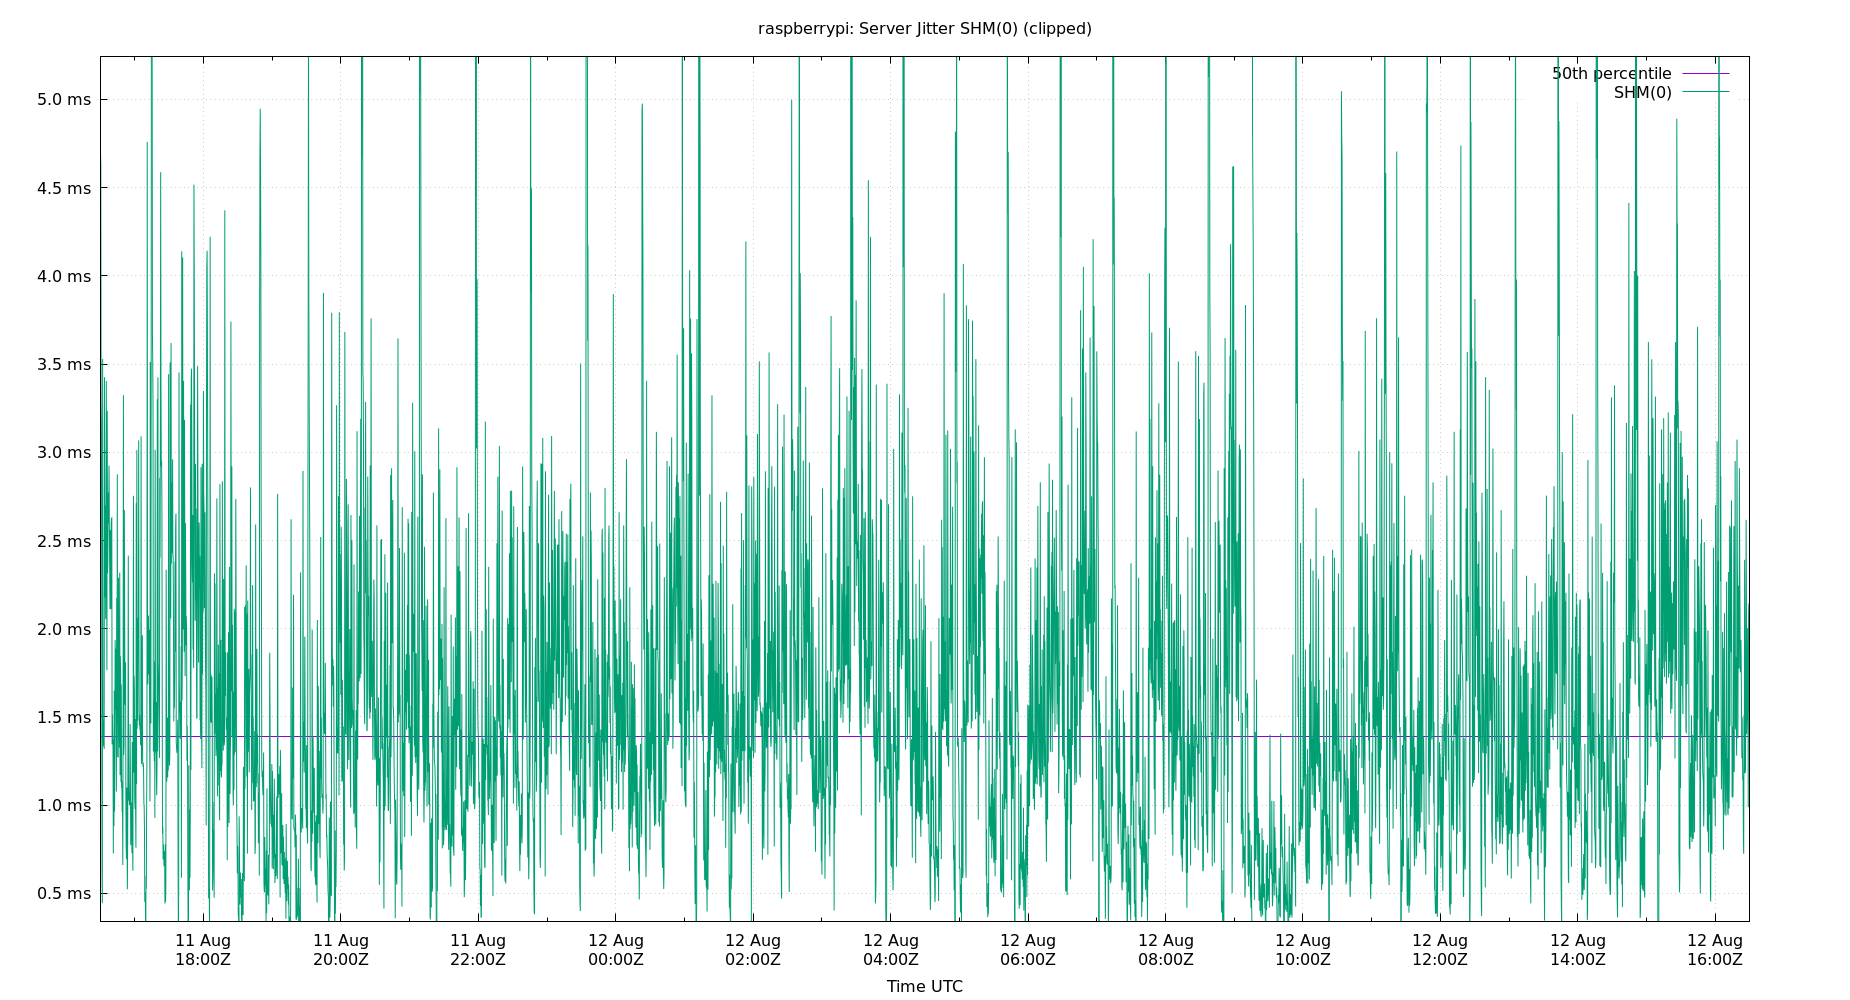 raspberrypi: Server Jitter SHM(0) (clipped)
50th percentile
SHM(0)
5.0 ms
4.5 ms
4.0 ms
3.5 ms
3.0 ms
2.5 ms
2.0 ms
1.5 ms
1.0 ms
0.5 ms
11 Aug 11 Aug 11 Aug 12 Aug 12 Aug 12 Aug 12 Aug 12 Aug 12 Aug 12 Aug 12 Aug 12 Aug
18:00Z 20:00Z 22:00Z 00:00Z 02:00Z 04:00Z 06:00Z 08:00Z 10:00Z 12:00Z 14:00Z 16:00Z
Time UTC